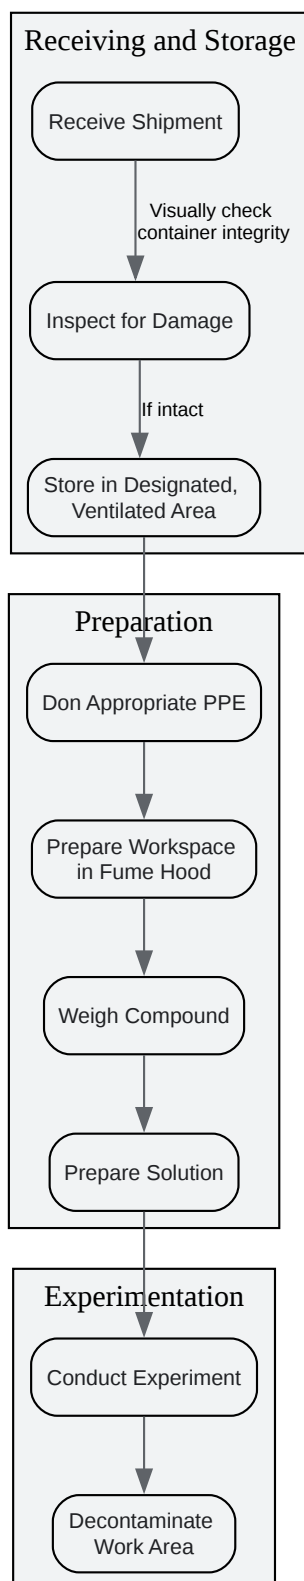 Receiving and Storage
Receive Shipment
Visually check
container integrity
Inspect for Damage
If intact
Store in Designated,
Ventilated Area
Preparation
Don Appropriate PPE
Prepare Workspace
in Fume Hood
Weigh Compound
Prepare Solution
Experimentation
Conduct Experiment
Decontaminate
Work Area